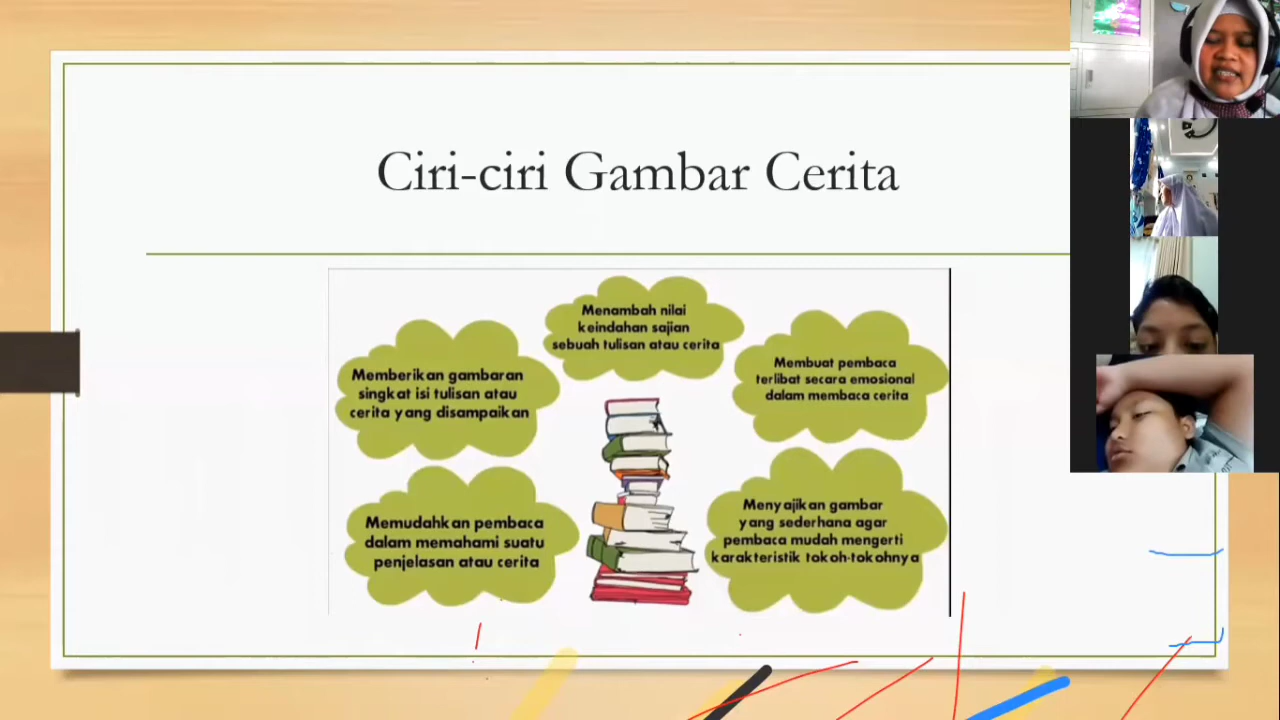 Ciri-ciri Gambar Cerita
Menambah nilai
keindahan sajian
sebuah tulisan atau cerita
Memberikan gambaran
singkat isi tulisan atau
cerita yang disampaikan
Membuat pembaca
terlibat secara emosional
dalam membaca cerita
Memudahkan pembaca
dalam memahami suatu
penjelasan atau cerita
Menyajikan gambar
yang sederhana agar
pembaca mudah mengerti
karakteristik tokoh-tokohnya